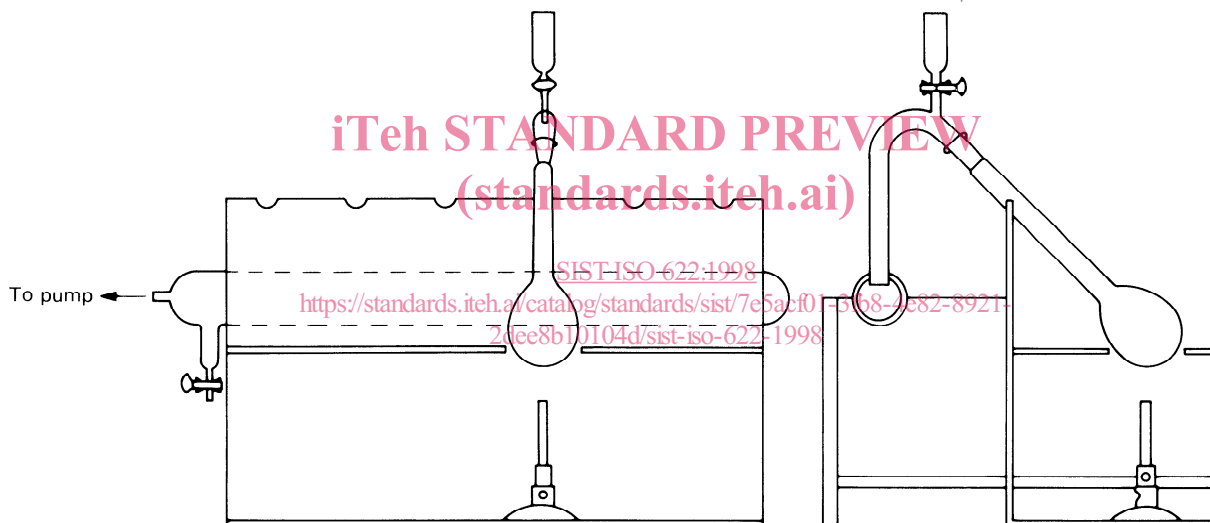 iTeh STANDARD PREVIEW
(standards.iteh.ai)
SIST ISO 622:1998
To pump
https://standards.iteh.ai/catalog/standards/sist/7e5acf01-3fb8-4e82-8921-
2dee8b10104d/sist-iso-622-1998